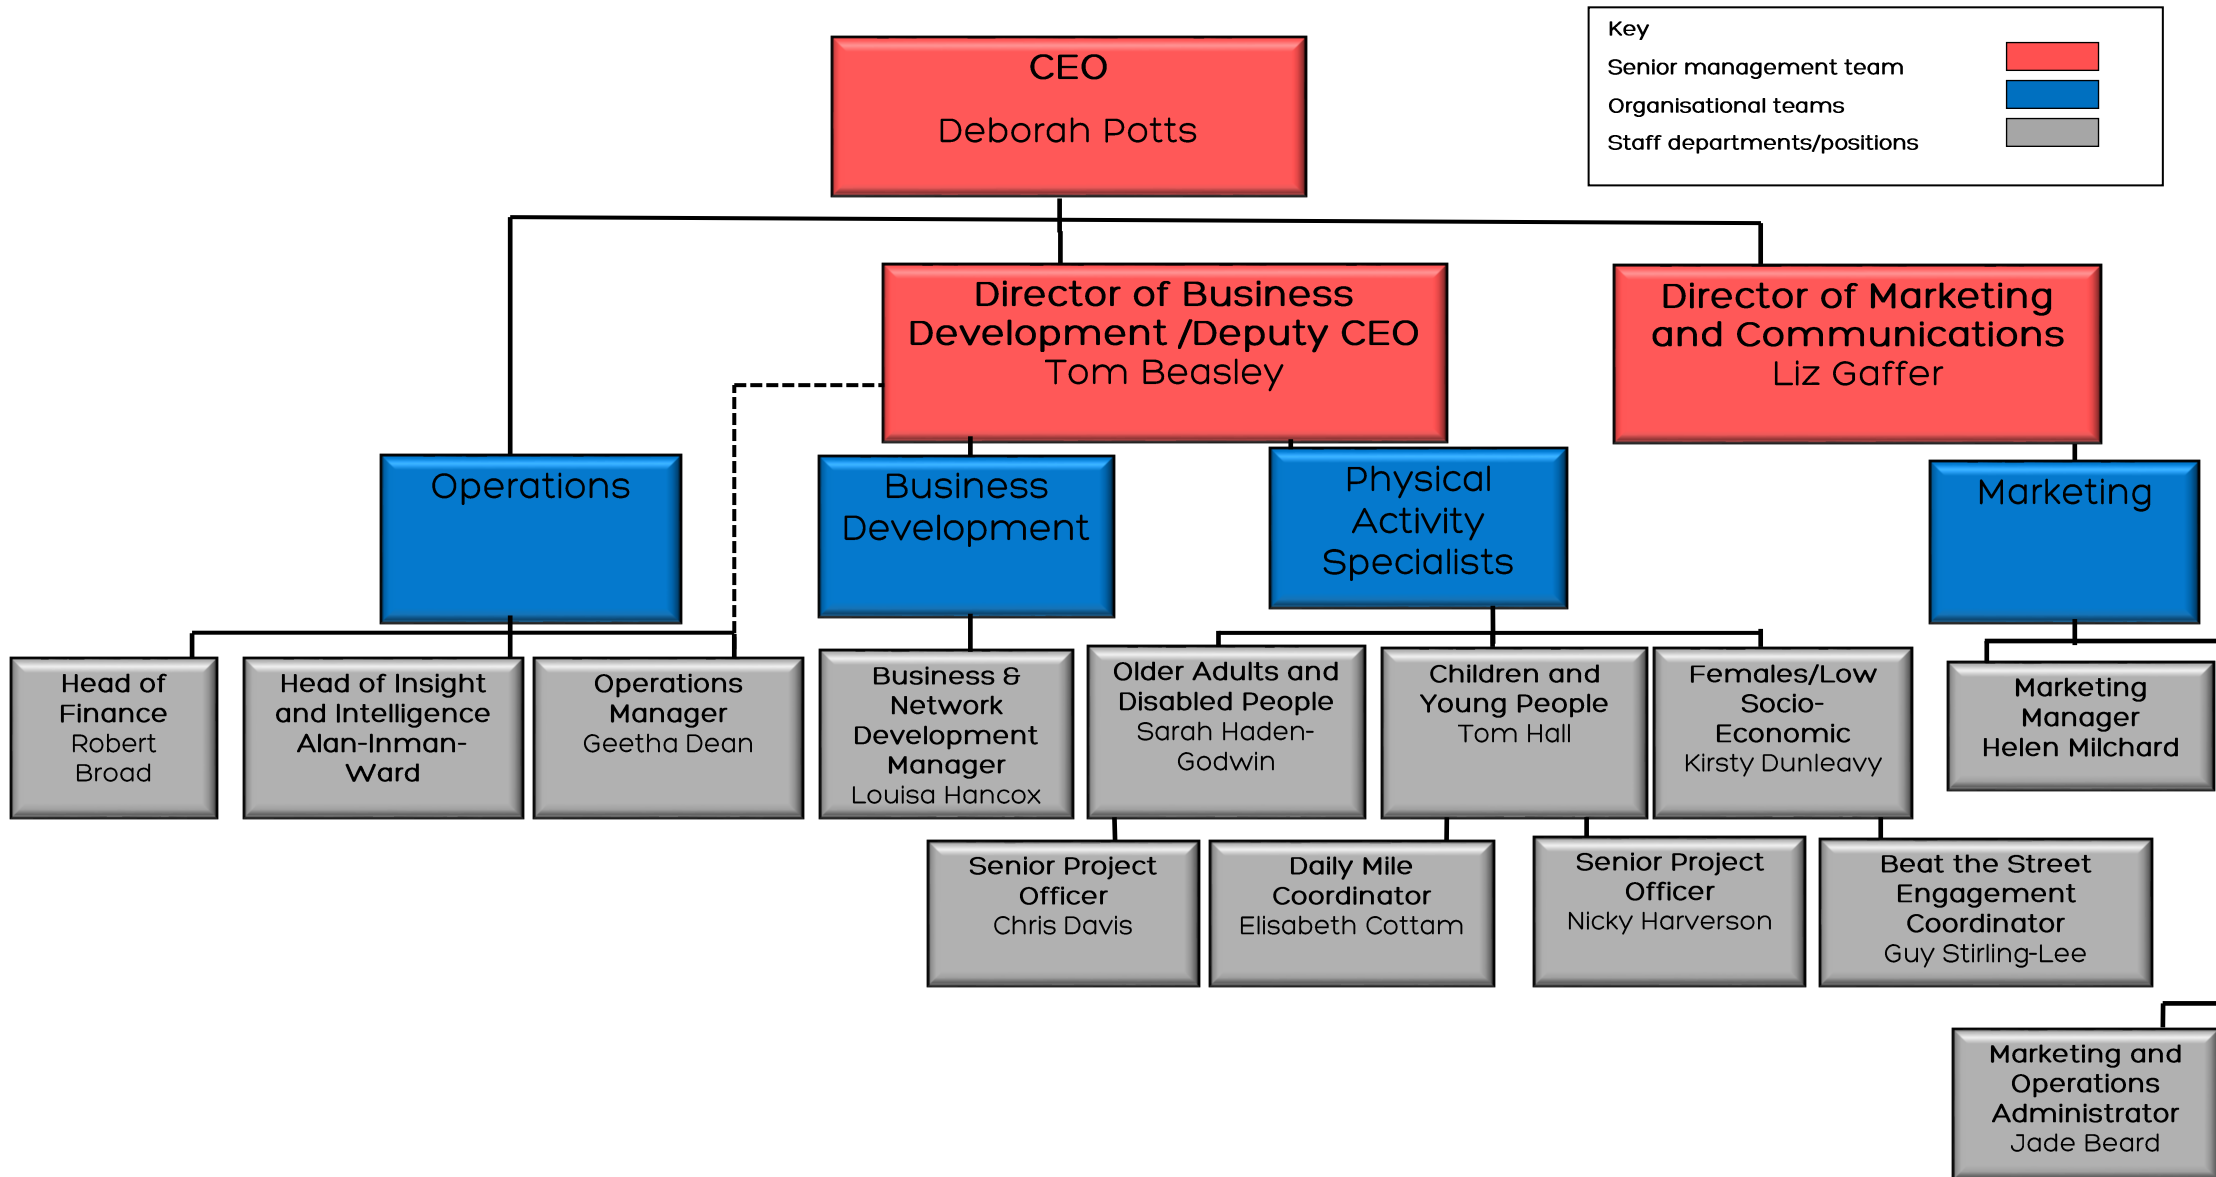 Key
Senior management team
Organisational teams
Staff departments/positions
CEO
Deborah Potts
Director of Business
Development /Deputy CEO
Tom Beasley
Director of Marketing
and Communications
Liz Gaffer
Operations
Business
Development
Physical
Activity
Specialists
Marketing
Head of
Finance
Robert
Broad
Head of Insight
and Intelligence
Alan-Inman-
Ward
Operations
Manager
Geetha Dean
Business &
Network
Development
Manager
Louisa Hancox
Older Adults and
Disabled People
Sarah Haden-
Godwin
Children and
Young People
Tom Hall
Females/Low
Socio-
Economic
Kirsty Dunleavy
Marketing
Manager
Helen Milchard
Senior Project
Officer
Chris Davis
Daily Mile
Coordinator
Elisabeth Cottam
Senior Project
Officer
Nicky Harverson
Beat the Street
Engagement
Coordinator
Guy Stirling-Lee
Marketing and
Operations
Administrator
Jade Beard